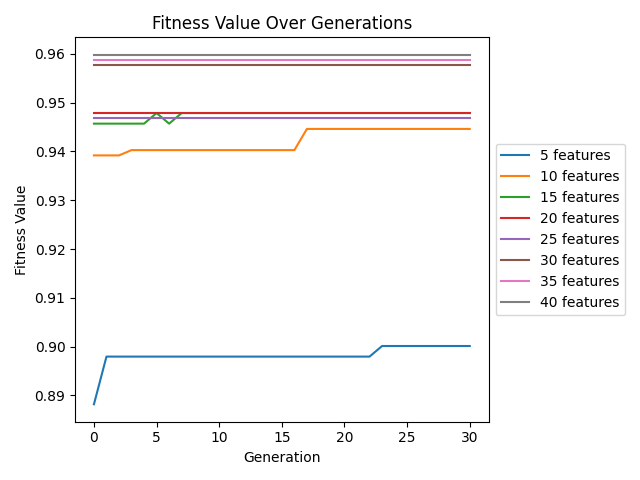 Fitness Value Over Generations
0.96
0.95
0.94
0.93
0.92
0.91
0.90
0.89
Fitness Value
0 5 10 15 20 25 30
Generation
5 features
10 features
15 features
20 features
25 features
30 features
35 features
40 features